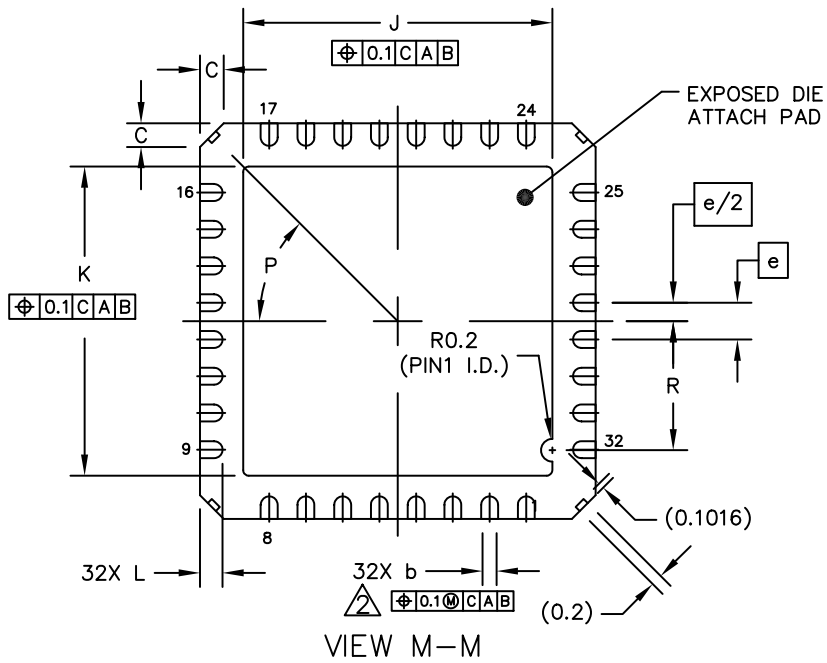 J
⌖ 0.1 C A B
C
17
24
EXPOSED DIE
ATTACH PAD
C
16
25
e/2
K
P
e
⌖ 0.1 C A B
R0.2
(PIN1 I.D.)
R
9
32
1
(0.1016)
8
32X L
32X b
2
⌖ 0.1Ⓜ C A B
(0.2)
VIEW M-M